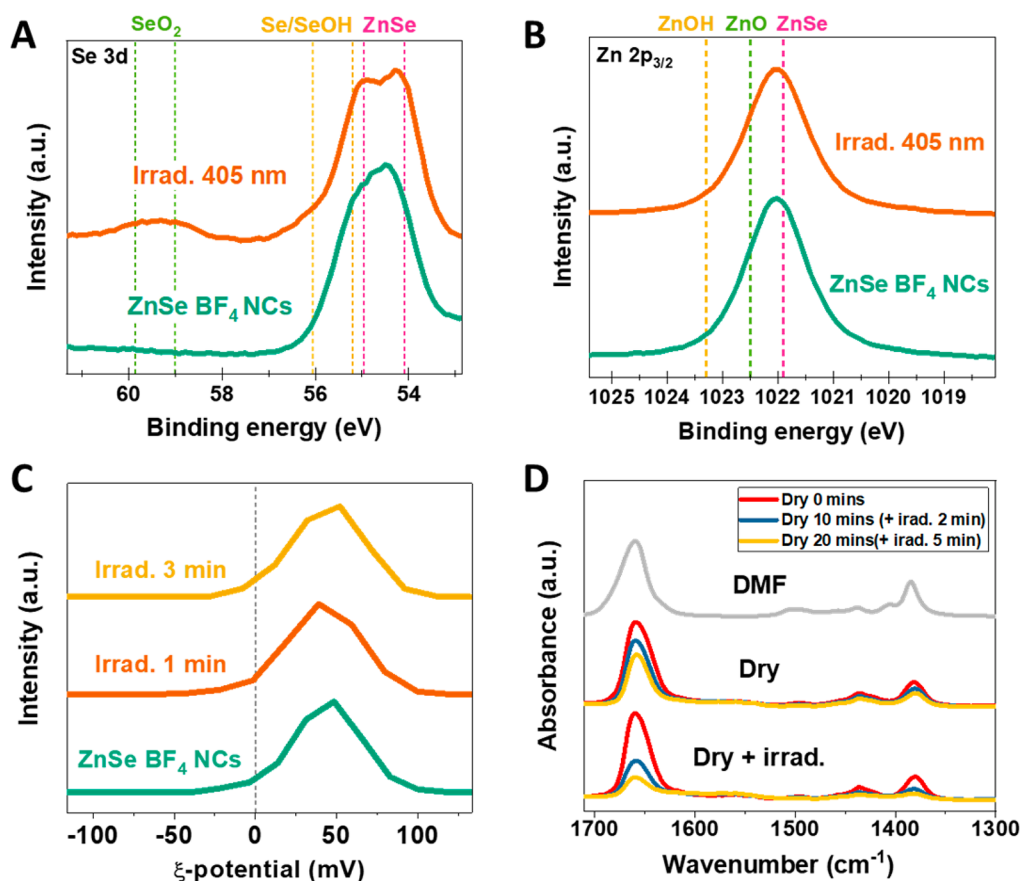 A
SeO₂
Se/SeOH
ZnSe
Se 3d
Irrad. 405 nm
ZnSe BF₄ NCs
Intensity (a.u.)
60
58
56
54
Binding energy (eV)
B
ZnOH
ZnO
ZnSe
Zn 2p₃/₂
Irrad. 405 nm
ZnSe BF₄ NCs
Intensity (a.u.)
1025
1024
1023
1022
1021
1020
1019
Binding energy (eV)
C
Irrad. 3 min
Irrad. 1 min
ZnSe BF₄ NCs
Intensity (a.u.)
-100
-50
0
50
100
ξ-potential (mV)
D
Dry 0 mins
Dry 10 mins (+ irad. 2 min)
Dry 20 mins(+ irad. 5 min)
DMF
Dry
Dry + irrad.
Absorbance (a.u.)
1700
1600
1500
1400
1300
Wavenumber (cm⁻¹)